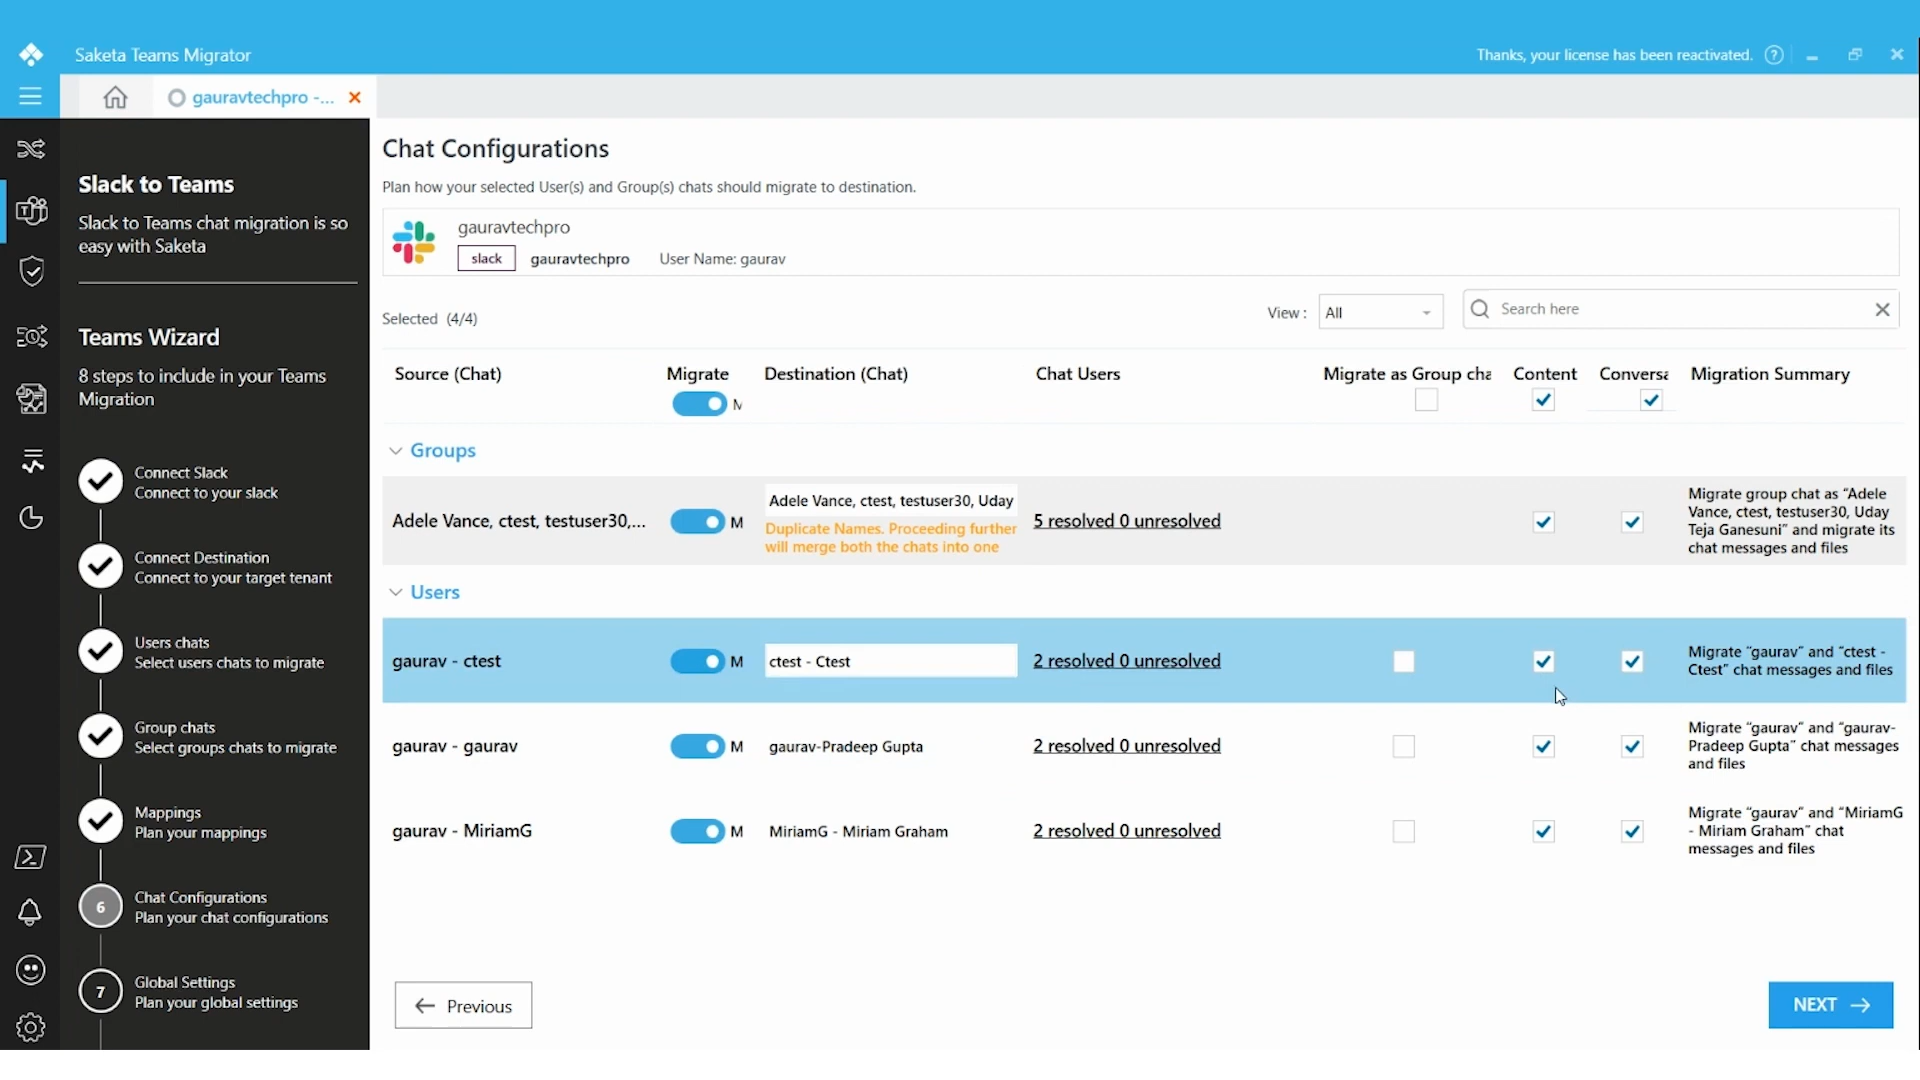 Saketa Teams Migrator
Thanks, your license has been reactivated.
gauravtechpro -...
Slack to Teams
Slack to Teams chat migration is so
easy with Saketa
Teams Wizard
8 steps to include in your Teams
Migration
Connect Slack
Connect to your slack
Connect Destination
Connect to your target tenant
Users chats
Select users chats to migrate
Group chats
Select groups chats to migrate
Mappings
Plan your mappings
6
Chat Configurations
Plan your chat configurations
7
Global Settings
Plan your global settings
Chat Configurations
Plan how your selected User(s) and Group(s) chats should migrate to destination.
gauravtechpro
slack gauravtechpro User Name: gaurav
Selected (4/4)
View : All
Search here
Source (Chat) Migrate Destination (Chat) Chat Users Migrate as Group cha Content Conversa Migration Summary
M
Groups
Adele Vance, ctest, testuser30,...
M
Adele Vance, ctest, testuser30, Uday
Duplicate Names. Proceeding further
will merge both the chats into one
5 resolved 0 unresolved
Migrate group chat as "Adele
Vance, ctest, testuser30, Uday
Teja Ganesuni" and migrate its
chat messages and files
Users
gaurav - ctest
M
ctest - Ctest
2 resolved 0 unresolved
Migrate "gaurav" and "ctest -
Ctest" chat messages and files
gaurav - gaurav
M
gaurav-Pradeep Gupta
2 resolved 0 unresolved
Migrate "gaurav" and "gaurav-
Pradeep Gupta" chat messages
and files
gaurav - MiriamG
M
MiriamG - Miriam Graham
2 resolved 0 unresolved
Migrate "gaurav" and "MiriamG
- Miriam Graham" chat
messages and files
Previous
NEXT